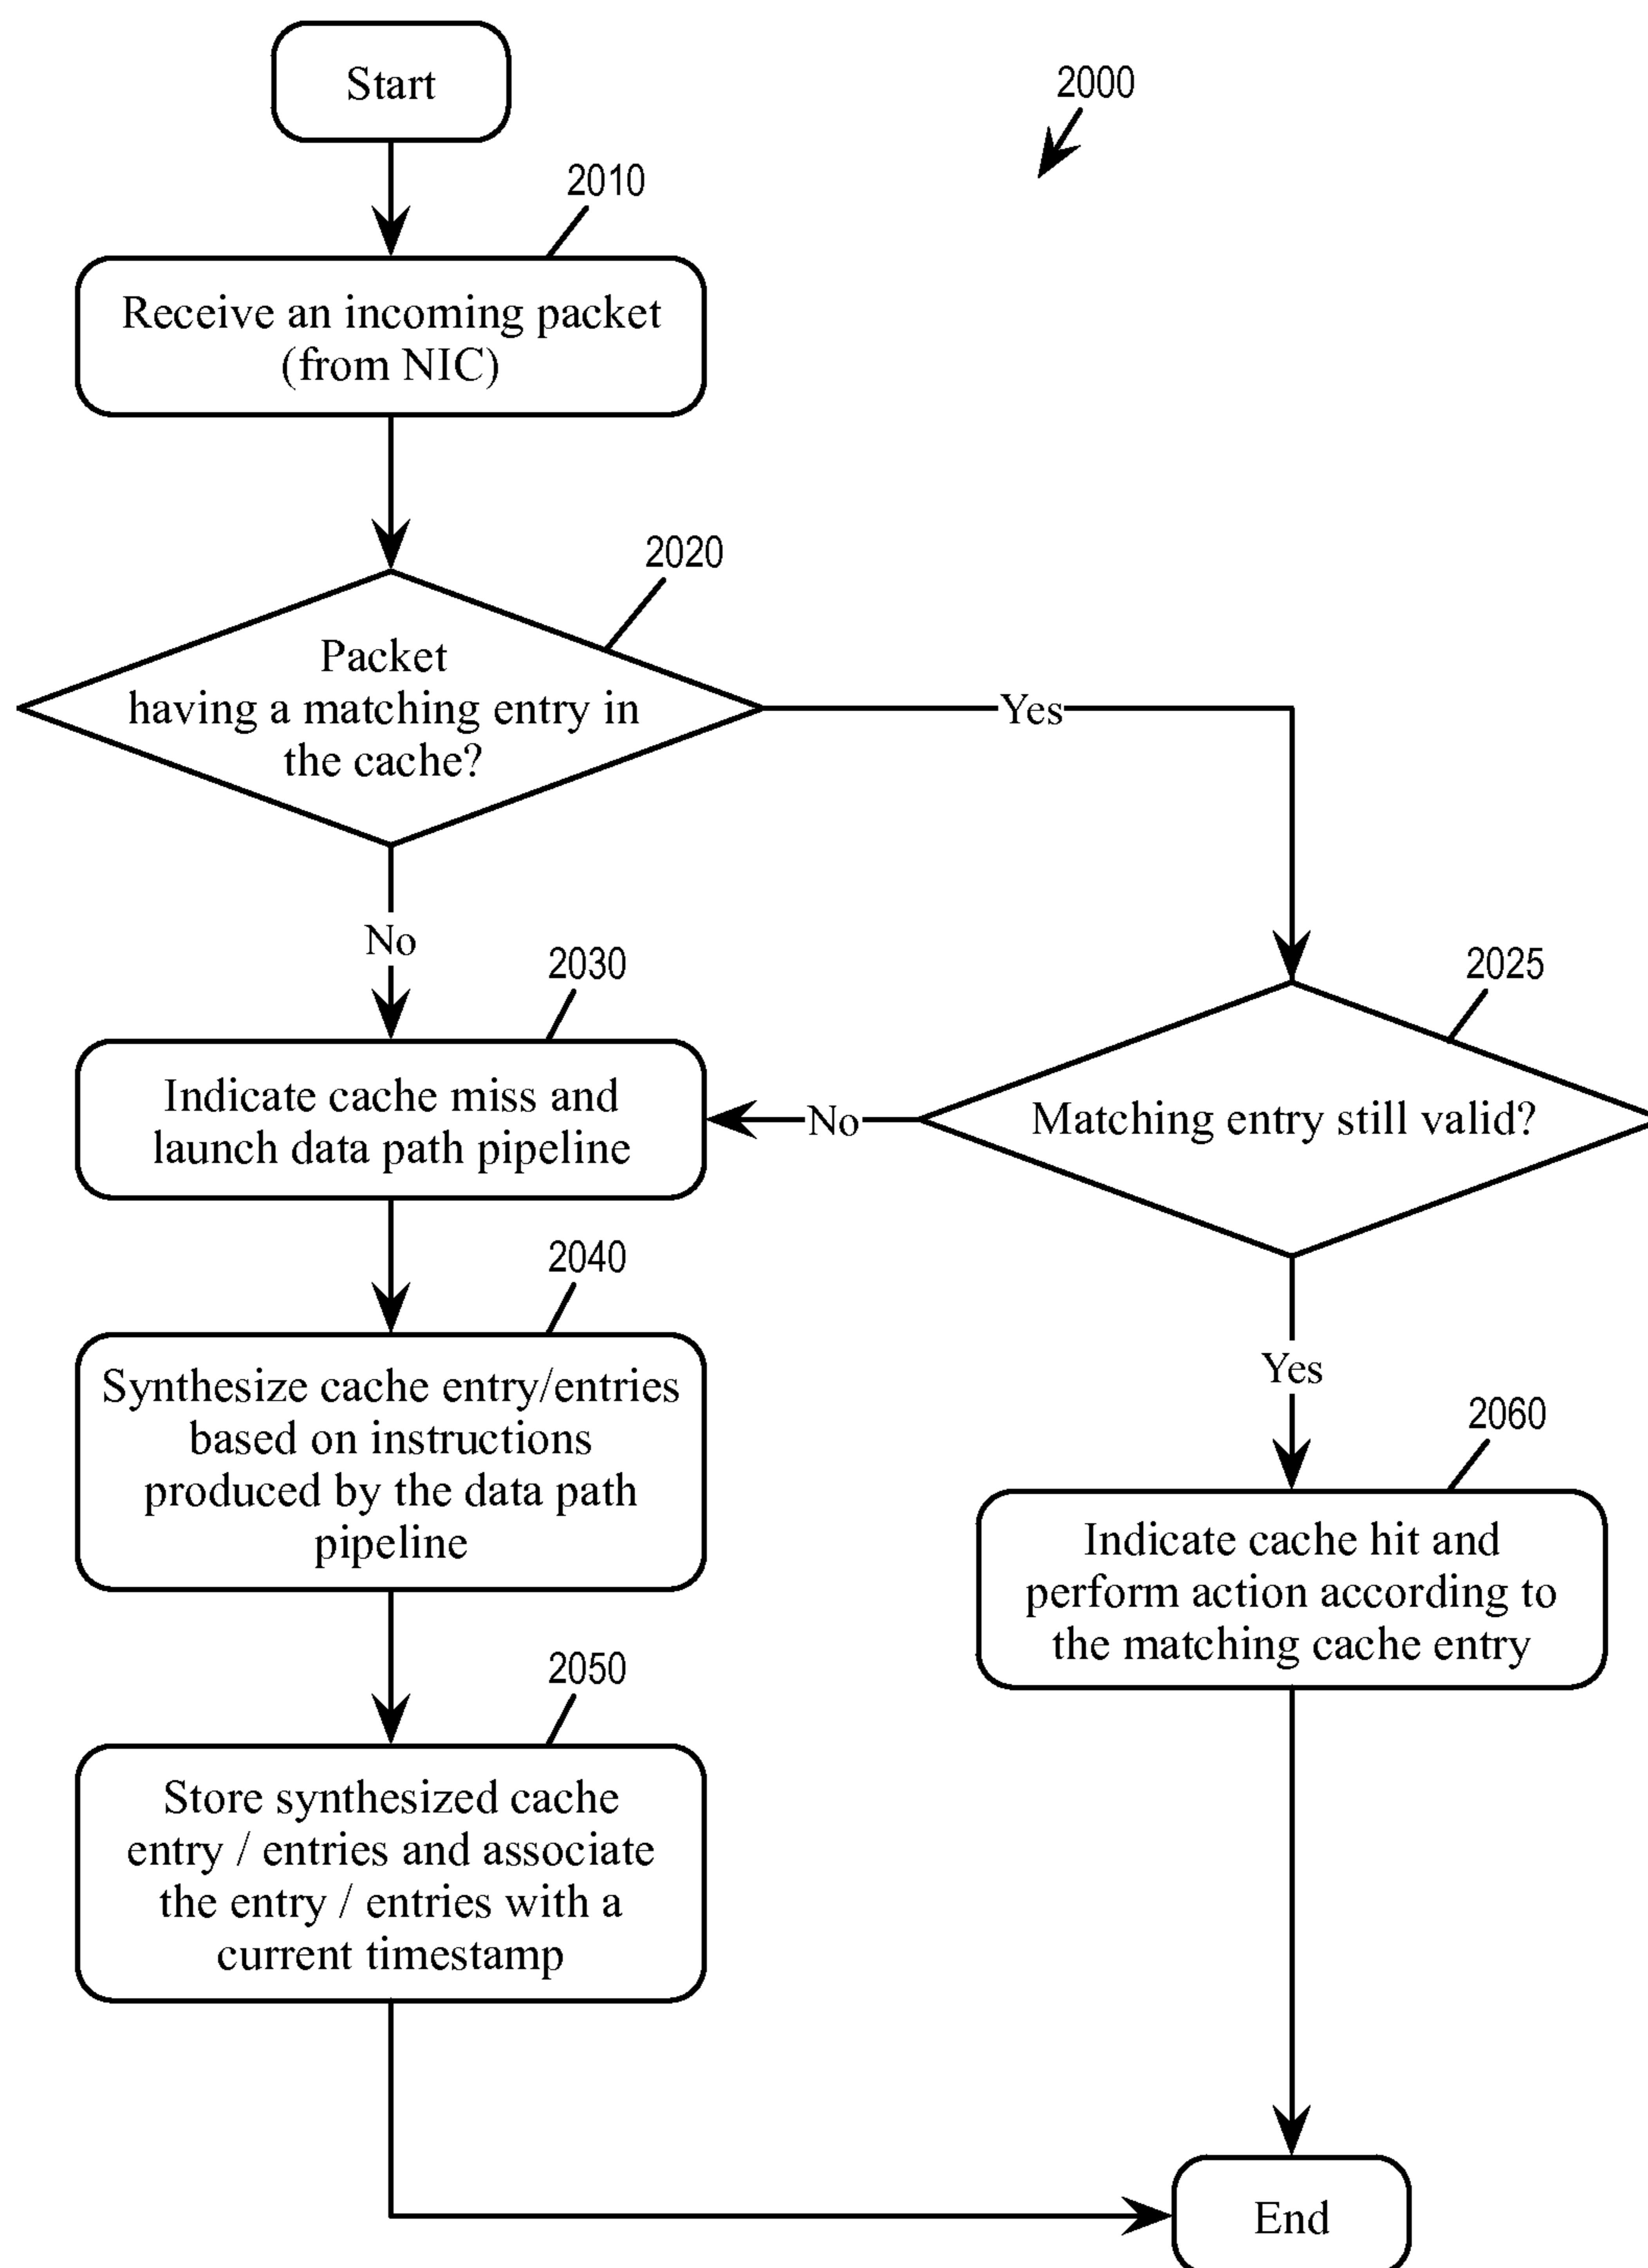 Start
2000
2010
Receive an incoming packet
(from NIC)
2020
Packet
having a matching entry in
the cache?
Yes
No
2030
2025
Indicate cache miss and
launch data path pipeline
No
Matching entry still valid?
2040
Synthesize cache entry/entries
based on instructions
produced by the data path
pipeline
Yes
2060
Indicate cache hit and
perform action according to
the matching cache entry
2050
Store synthesized cache
entry / entries and associate
the entry / entries with a
current timestamp
End